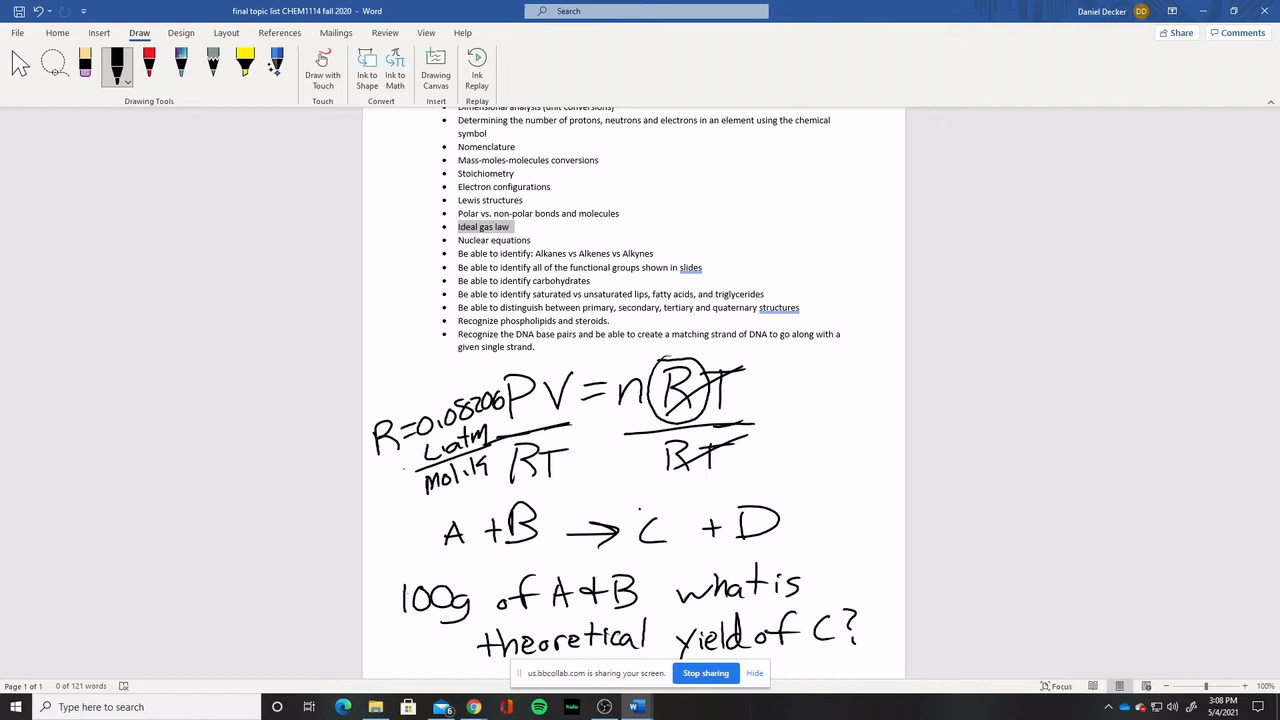 final topic list CHEM1114 fall 2020 - Word
Search
Daniel Decker
File Home Insert Draw Design Layout References Mailings Review View Help
Share Comments
Draw with Touch
Ink to Shape
Ink to Math
Drawing Canvas
Ink Replay
Drawing Tools Touch Convert Insert Replay
Dimensional analysis (unit conversions)
Determining the number of protons, neutrons and electrons in an element using the chemical
symbol
Nomenclature
Mass-moles-molecules conversions
Stoichiometry
Electron configurations
Lewis structures
Polar vs. non-polar bonds and molecules
Ideal gas law
Nuclear equations
Be able to identify: Alkanes vs Alkenes vs Alkynes
Be able to identify all of the functional groups shown in slides
Be able to identify carbohydrates
Be able to identify saturated vs unsaturated lips, fatty acids, and triglycerides
Be able to distinguish between primary, secondary, tertiary and quaternary structures
Recognize phospholipids and steroids.
Recognize the DNA base pairs and be able to create a matching strand of DNA to go along with a
given single strand.
PV = nRT
RT RT
R=0.08206
L·atm
mol·K
A + B → C + D
100g of A + B what is
theoretical yield of C?
us.bbcollab.com is sharing your screen. Stop sharing Hide
Page 1 of 1 0 of 121 words Focus 100%
Type here to search
hulu
6
3:08 PM
5/4/2021